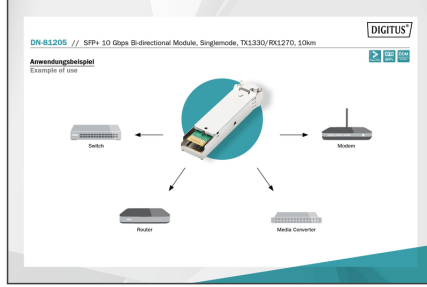 DIGITUS®
DN-81205 // SFP+ 10 Gbps Bi-directional Module, Singlemode, TX1330/RX1270, 10km
Anwendungsbeispiel
Example of use
Switch
Modem
Router
Media Converter